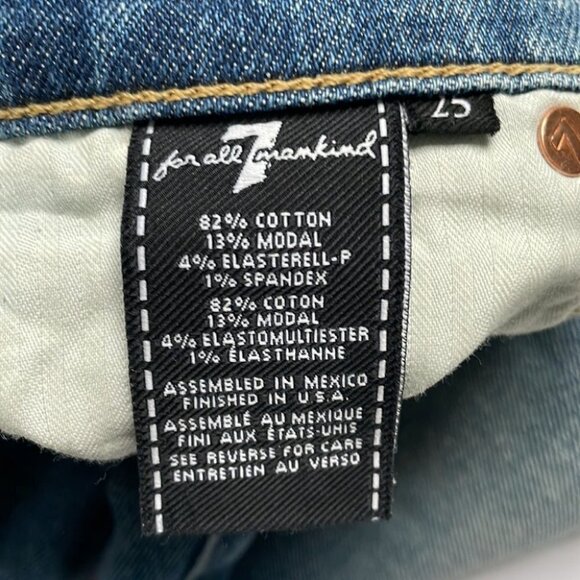 25
for all 7 mankind
82% COTTON
13% MODAL
4% ELASTERELL-P
1% SPANDEX
82% COTON
13% MODAL
4% ELASTOMULTIESTER
1% ÉLASTHANNE
ASSEMBLED IN MEXICO
FINISHED IN U.S.A.
ASSEMBLÉ AU MEXIQUE
FINI AUX ÉTATS-UNIS
SEE REVERSE FOR CARE
ENTRETIEN AU VERSO